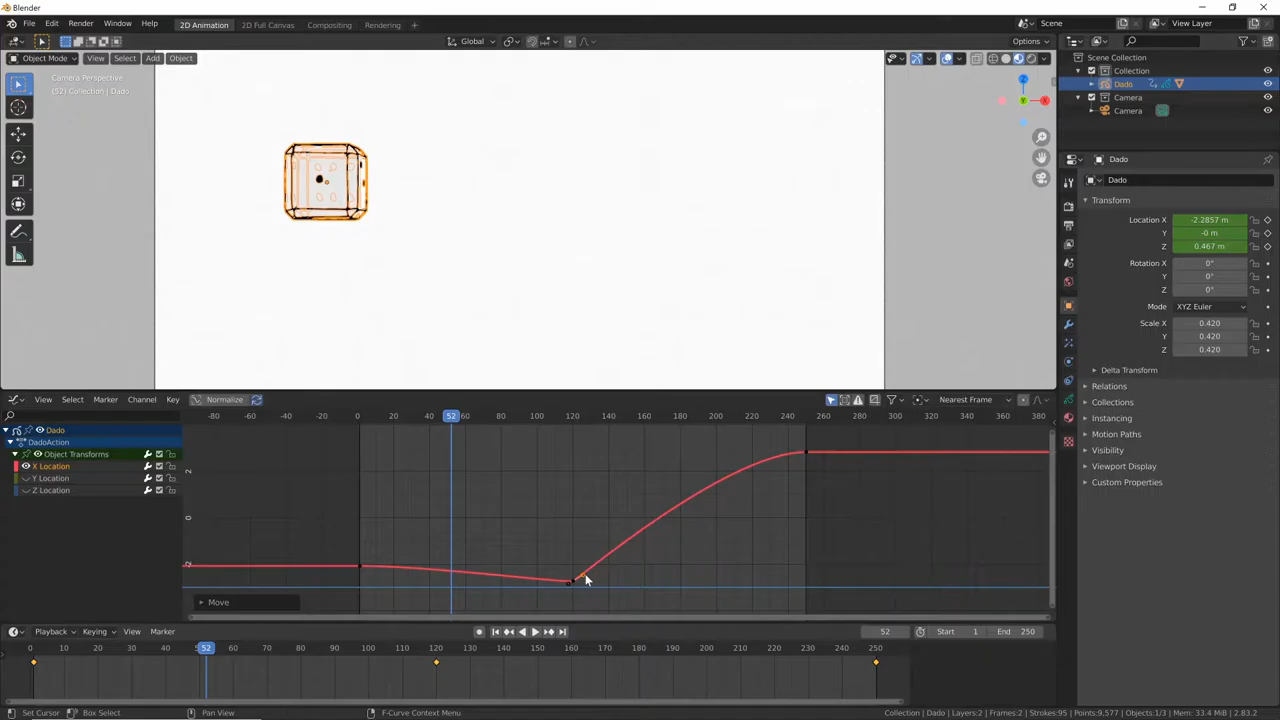 Blender
File Edit Render Window Help 2D Animation 2D Full Canvas Compositing Rendering + Scene View Layer
Global Options
Object Mode View Select Add Object
Camera Perspective
(52) Collection | Dado
Scene Collection
Collection
Dado
Camera
Camera
Dado
Dado
Transform
Location X -2.2857 m
Y -0 m
Z 0.467 m
Rotation X 0°
Y 0°
Z 0°
Mode XYZ Euler
Scale X 0.420
Y 0.420
Z 0.420
Delta Transform
Relations
Collections
Instancing
Motion Paths
Visibility
Viewport Display
Custom Properties
View Select Marker Channel Key Normalize Nearest Frame
-80 -60 -40 -20 0 20 40 52 60 80 100 120 140 160 180 200 220 240 260 280 300 320 340 360 380
Dado
DadoAction
Object Transforms
X Location
Y Location
Z Location
2
0
-2
Move
Playback Keying View Marker 52 Start 1 End 250
0 10 20 30 40 52 60 70 80 90 100 110 120 130 140 150 160 170 180 190 200 210 220 230 240 250
Set Cursor Box Select Pan View F-Curve Context Menu Collection | Dado | Layers:2 | Frames:2 | Strokes:95 | Points:9,577 | Objects:1/3 | Mem: 33.4 MiB | 2.83.2